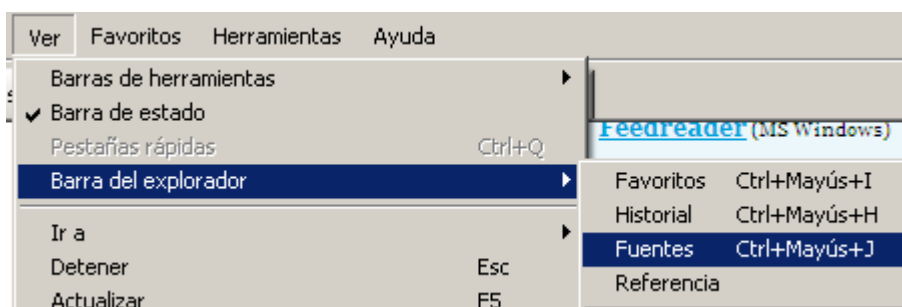 Ver Favoritos Herramientas Ayuda
Barras de herramientas
Barra de estado
Pestañas rápidas Ctrl+Q
Barra del explorador
Ir a
Detener Esc
Actualizar F5
Feedreader (MS Windows)
Favoritos Ctrl+Mayús+I
Historial Ctrl+Mayús+H
Fuentes Ctrl+Mayús+J
Referencia